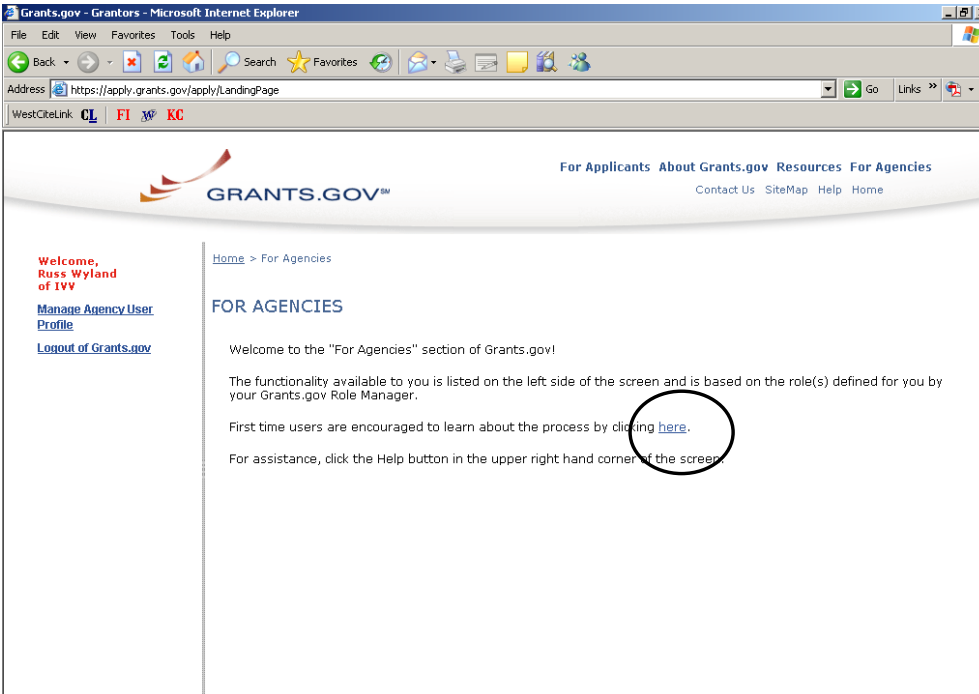 Grants.gov - Grantors - Microsoft Internet Explorer
File Edit View Favorites Tools Help
Back Search Favorites
Address https://apply.grants.gov/apply/LandingPage Go Links »
WestCiteLink CL FI W KC
For Applicants About Grants.gov Resources For Agencies
GRANTS.GOV℠
Contact Us SiteMap Help Home
Welcome,
Russ Wyland
of IVV
Manage Agency User
Profile
Logout of Grants.gov
Home > For Agencies
FOR AGENCIES
Welcome to the "For Agencies" section of Grants.gov!
The functionality available to you is listed on the left side of the screen and is based on the role(s) defined for you by
your Grants.gov Role Manager.
First time users are encouraged to learn about the process by clicking here.
For assistance, click the Help button in the upper right hand corner of the screen.